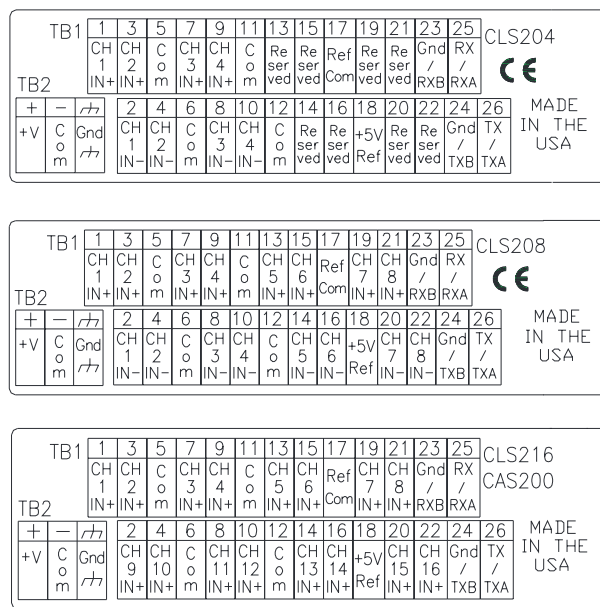 TB1 1 3 5 7 9 11 13 15 17 19 21 23 25 CLS204
CH CH C CH CH C Re Re Ref Re Re Gnd RX
1 2 o 3 4 o ser ser Com ser ser / /
IN+ IN+ m IN+ IN+ m ved ved ved ved RXB RXA
CE
TB2
+ − 2 4 6 8 10 12 14 16 18 20 22 24 26 MADE
+V C Gnd CH CH C CH CH C Re Re +5V Re Re Gnd TX IN THE
o 1 2 o 3 4 o ser ser Ref ser ser / / USA
m IN- IN- m IN- IN- m ved ved ved ved TXB TXA
TB1 1 3 5 7 9 11 13 15 17 19 21 23 25 CLS208
CH CH C CH CH C CH CH Ref CH CH Gnd RX
1 2 o 3 4 o 5 6 Com 7 8 / /
IN+ IN+ m IN+ IN+ m IN+ IN+ IN+ IN+ RXB RXA
CE
TB2
+ − 2 4 6 8 10 12 14 16 18 20 22 24 26 MADE
+V C Gnd CH CH C CH CH C CH CH +5V CH CH Gnd TX IN THE
o 1 2 o 3 4 o 5 6 Ref 7 8 / / USA
m IN- IN- m IN- IN- m IN- IN- IN- IN- TXB TXA
TB1 1 3 5 7 9 11 13 15 17 19 21 23 25 CLS216
CH CH C CH CH C CH CH Ref CH CH Gnd RX CAS200
1 2 o 3 4 o 5 6 Com 7 8 / /
IN+ IN+ m IN+ IN+ m IN+ IN+ IN+ IN+ RXB RXA
TB2
+ − 2 4 6 8 10 12 14 16 18 20 22 24 26 MADE
+V C Gnd CH CH C CH CH C CH CH +5V CH CH Gnd TX IN THE
o 9 10 o 11 12 o 13 14 Ref 15 16 / / USA
m IN+ IN+ m IN+ IN+ m IN+ IN+ IN+ IN+ TXB TXA